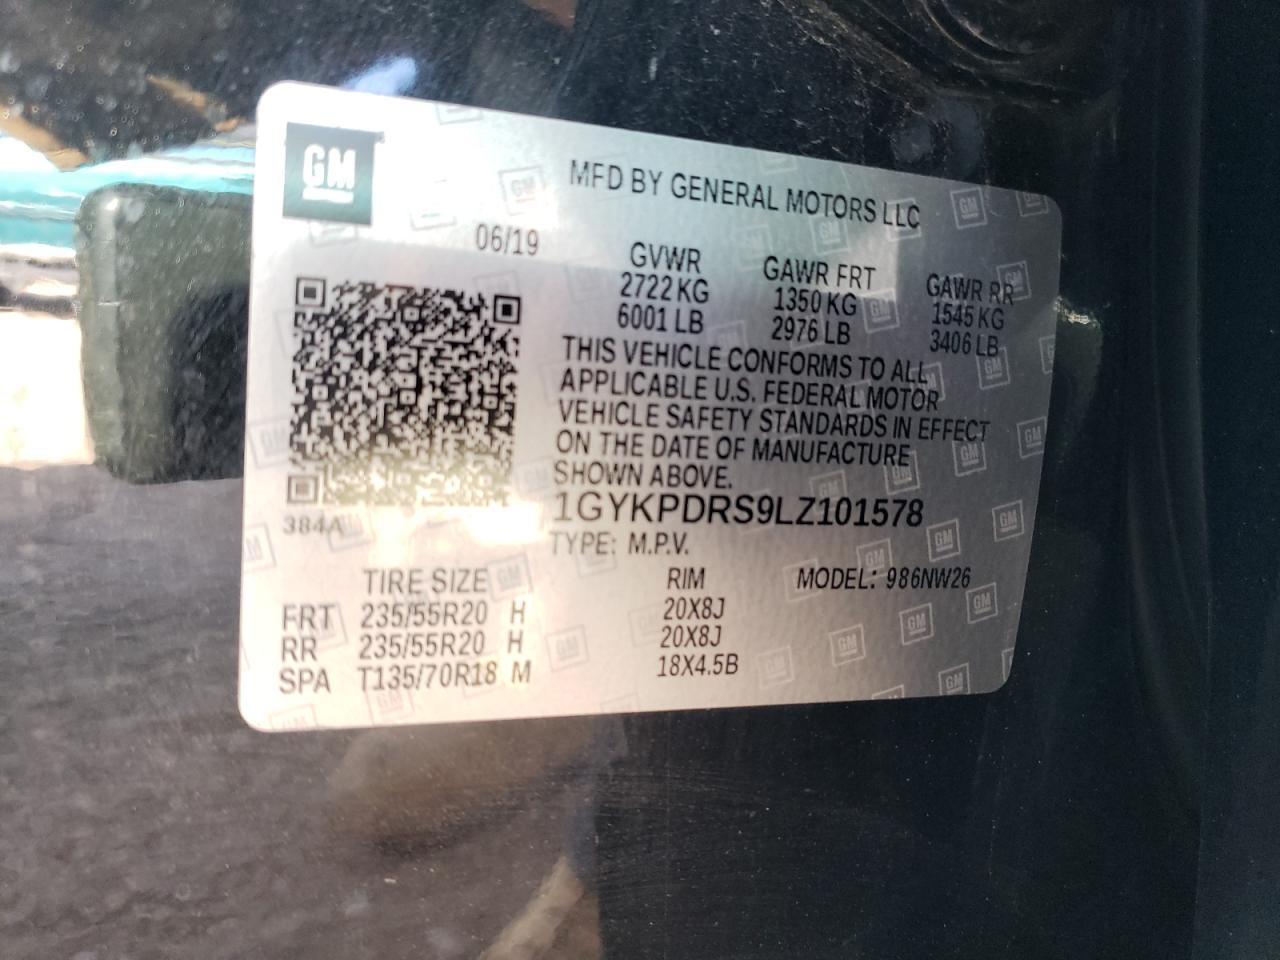 GM
MFD BY GENERAL MOTORS LLC
06/19
GVWR GAWR FRT GAWR RR
2722 KG 1350 KG 1545 KG
6001 LB 2976 LB 3406 LB
THIS VEHICLE CONFORMS TO ALL
APPLICABLE U.S. FEDERAL MOTOR
VEHICLE SAFETY STANDARDS IN EFFECT
ON THE DATE OF MANUFACTURE
SHOWN ABOVE.
1GYKPDRS9LZ101578
384A
TYPE: M.P.V.
TIRE SIZE RIM MODEL: 986NW26
FRT 235/55R20 H 20X8J
RR 235/55R20 H 20X8J
SPA T135/70R18 M 18X4.5B